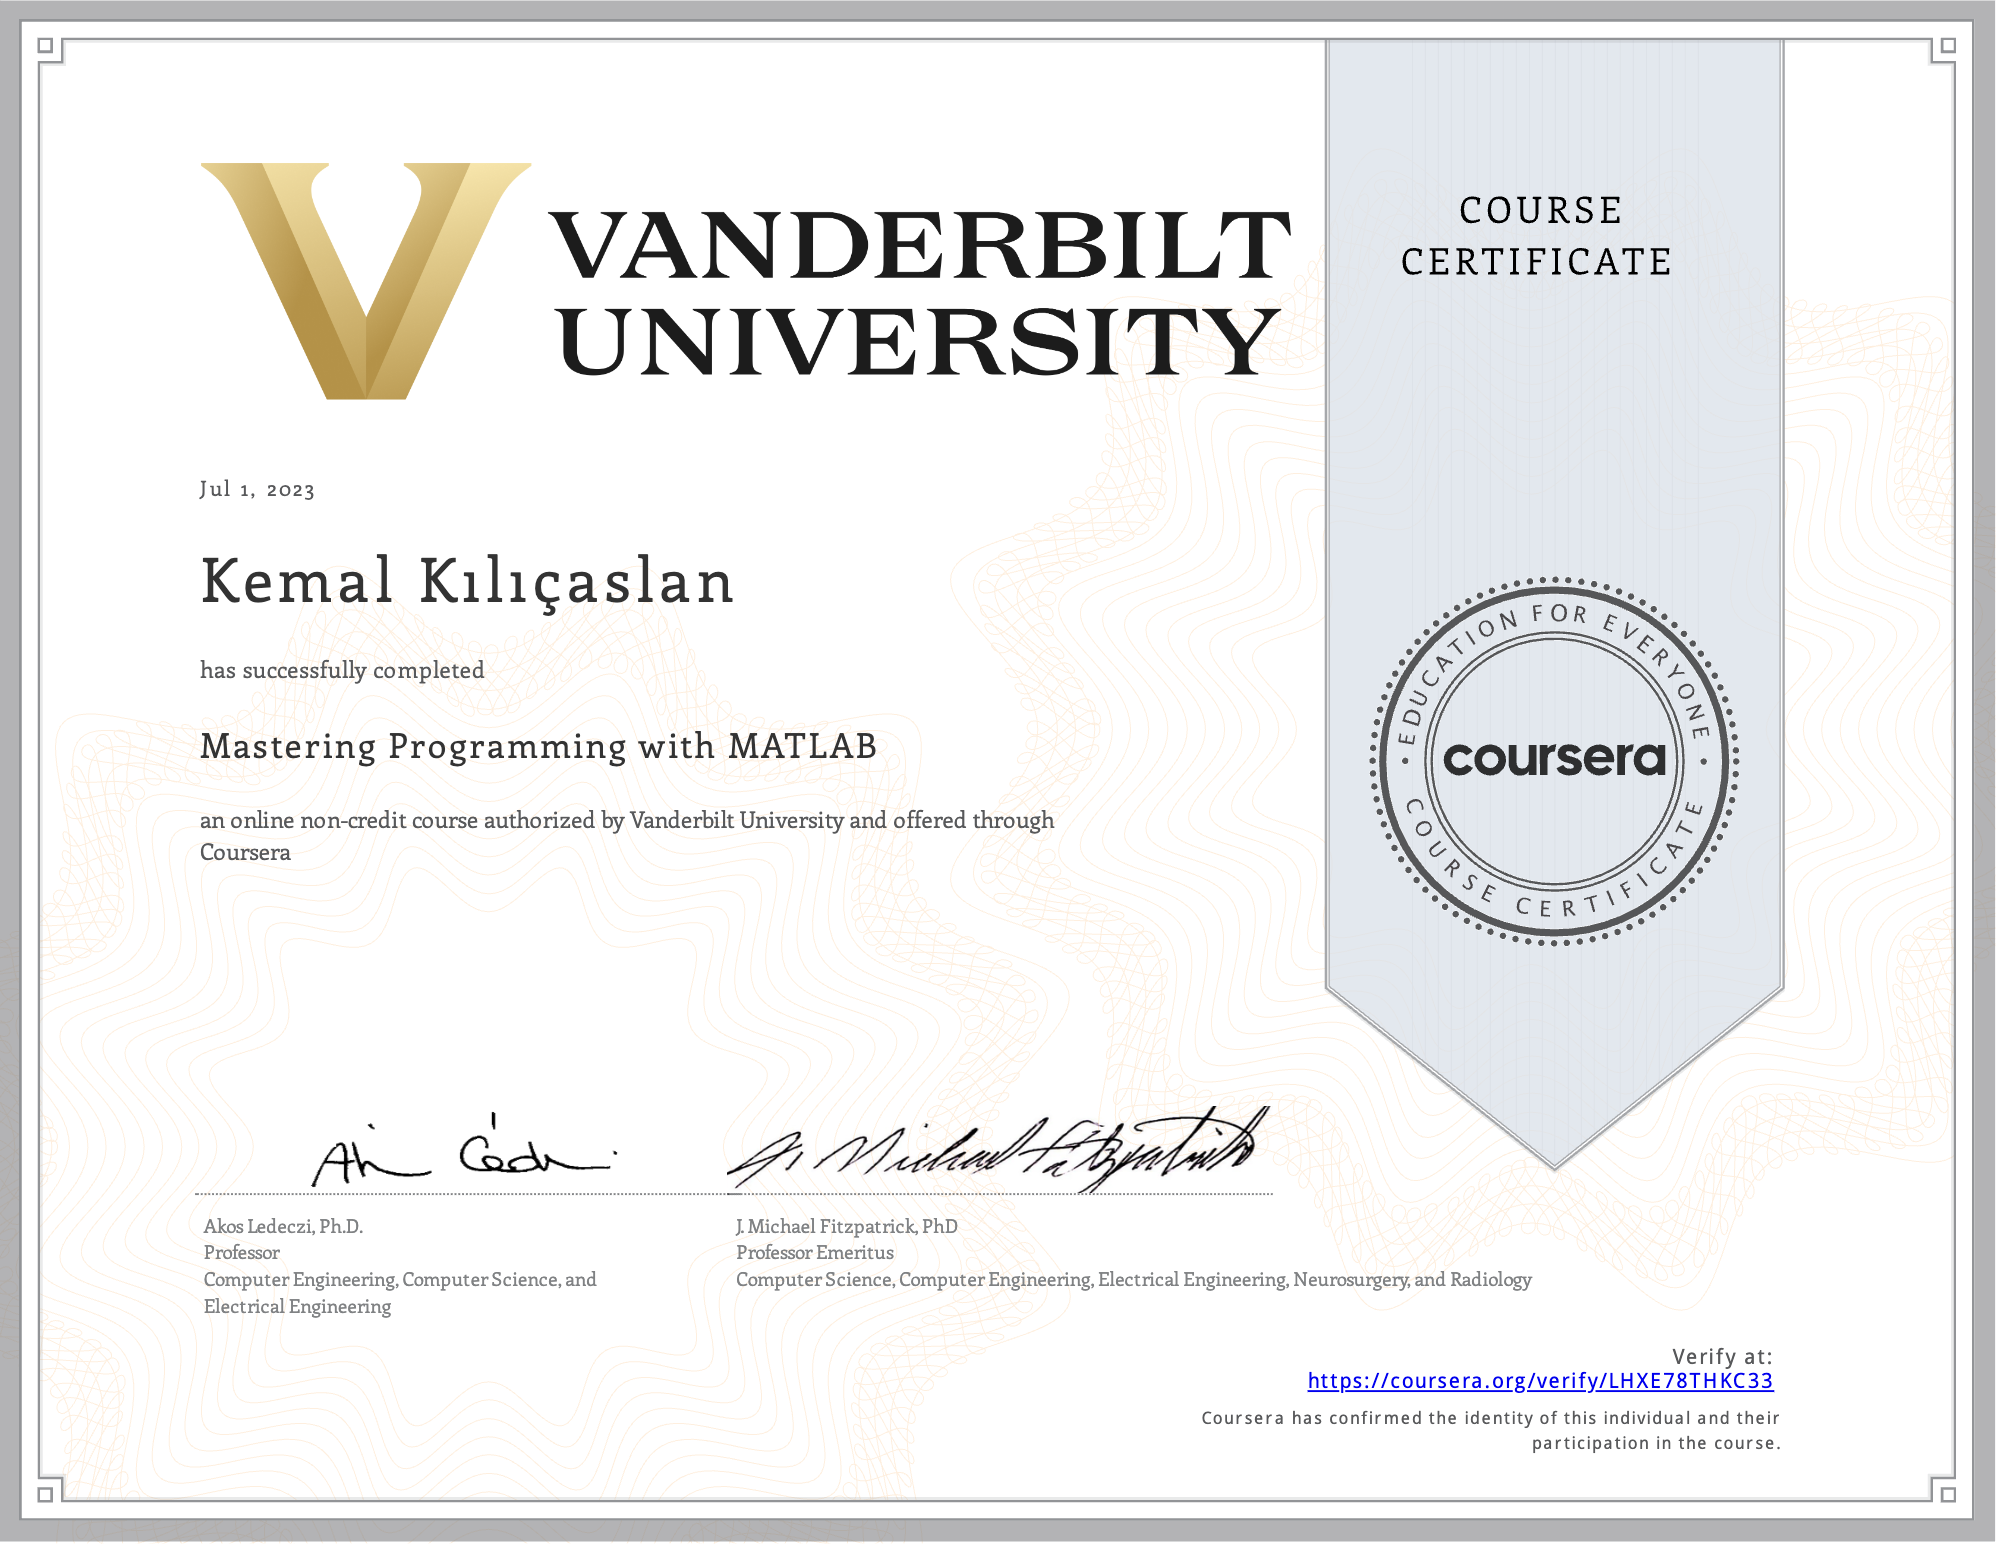 VANDERBILT
UNIVERSITY
COURSE
CERTIFICATE
Jul 1, 2023
Kemal Kılıçaslan
has successfully completed
Mastering Programming with MATLAB
an online non-credit course authorized by Vanderbilt University and offered through
Coursera
EDUCATION FOR EVERYONE
coursera
COURSE CERTIFICATE
J. Michael Fitzpatrick
Akos Ledeczi, Ph.D.
Professor
Computer Engineering, Computer Science, and
Electrical Engineering
J. Michael Fitzpatrick, PhD
Professor Emeritus
Computer Science, Computer Engineering, Electrical Engineering, Neurosurgery, and Radiology
Verify at:
https://coursera.org/verify/LHXE78THKC33
Coursera has confirmed the identity of this individual and their
participation in the course.